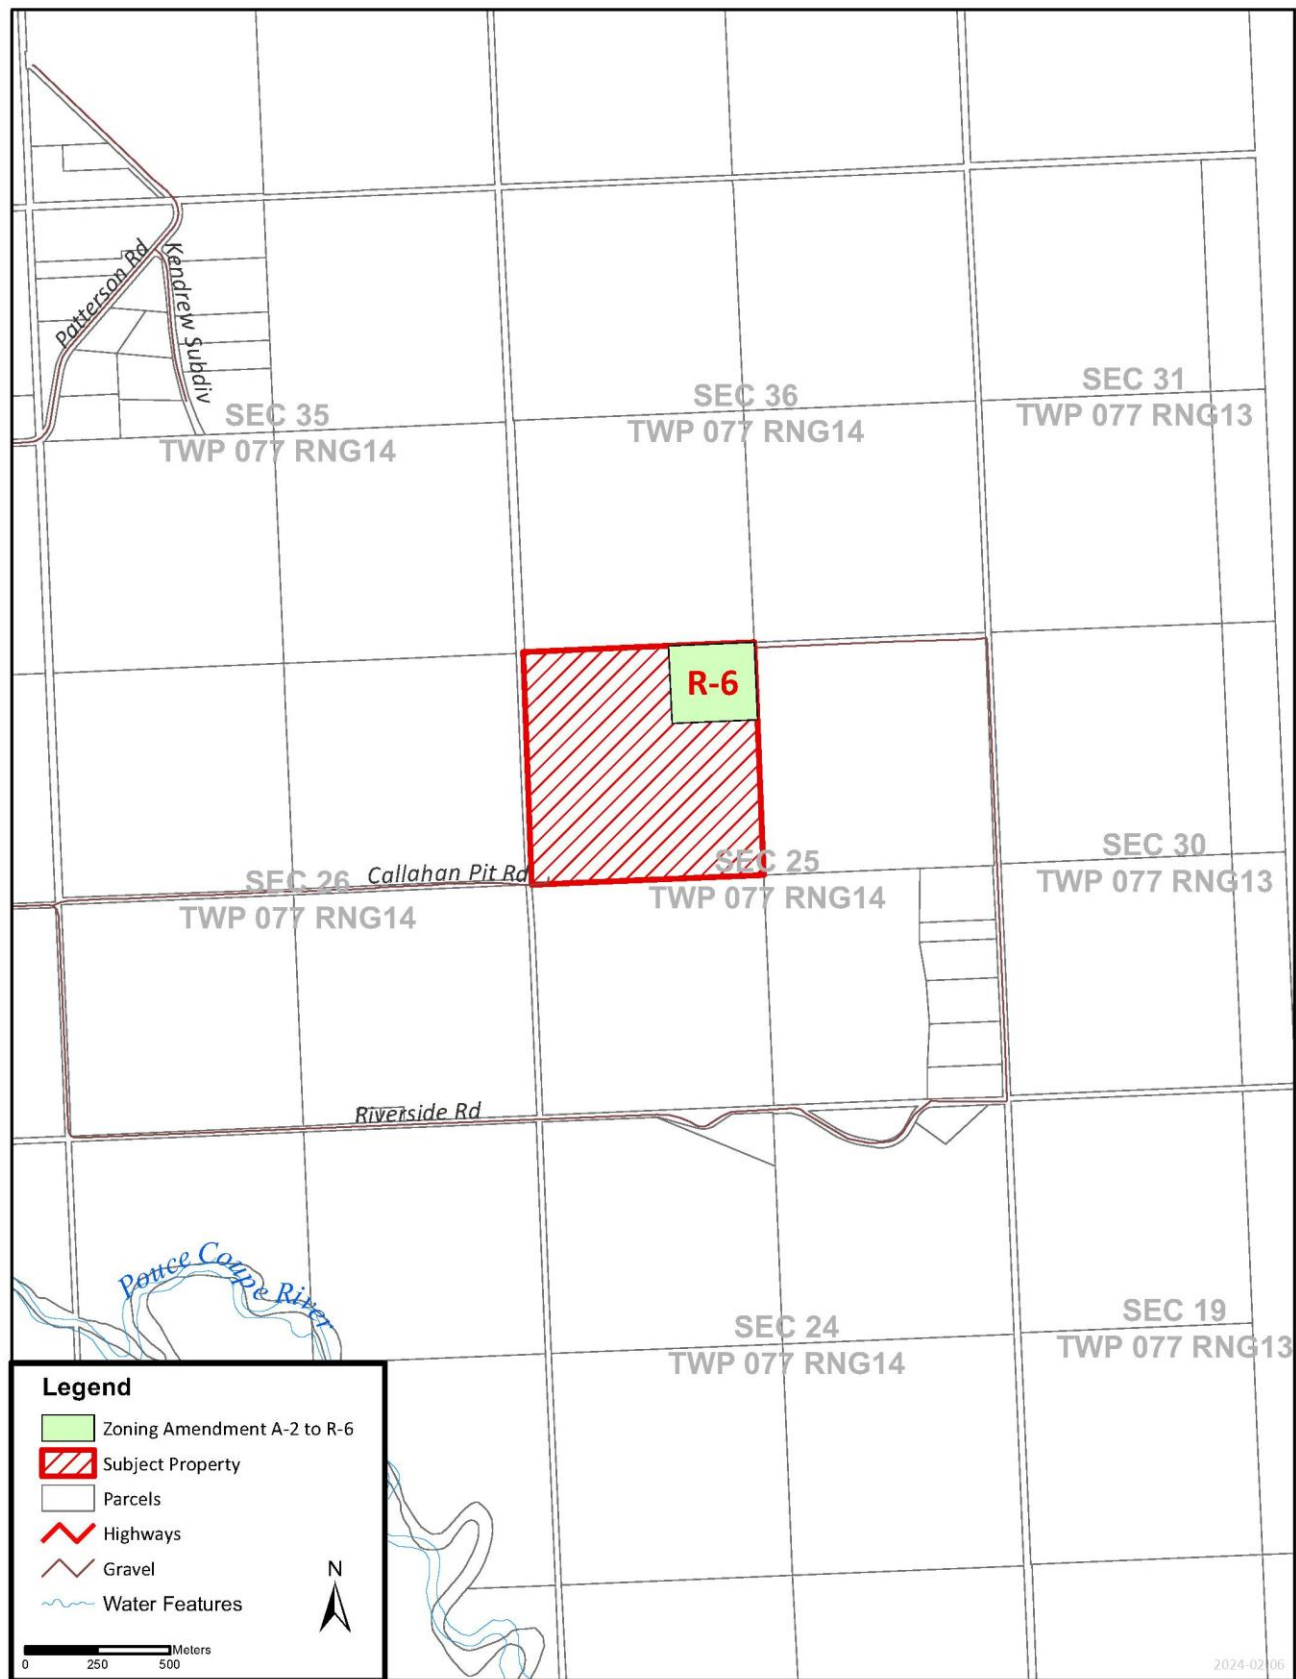 Patterson Rd
Kendrew Subdiv
SEC 35
TWP 077 RNG14
SEC 36
TWP 077 RNG14
SEC 31
TWP 077 RNG13
R-6
Callahan Pit Rd
SEC 26
TWP 077 RNG14
SEC 25
TWP 077 RNG14
SEC 30
TWP 077 RNG13
Riverside Rd
Pouce Coupe River
SEC 24
TWP 077 RNG14
SEC 19
TWP 077 RNG13
Legend
Zoning Amendment A-2 to R-6
Subject Property
Parcels
Highways
Gravel
Water Features
N
Meters
0 250 500
2024-02-06